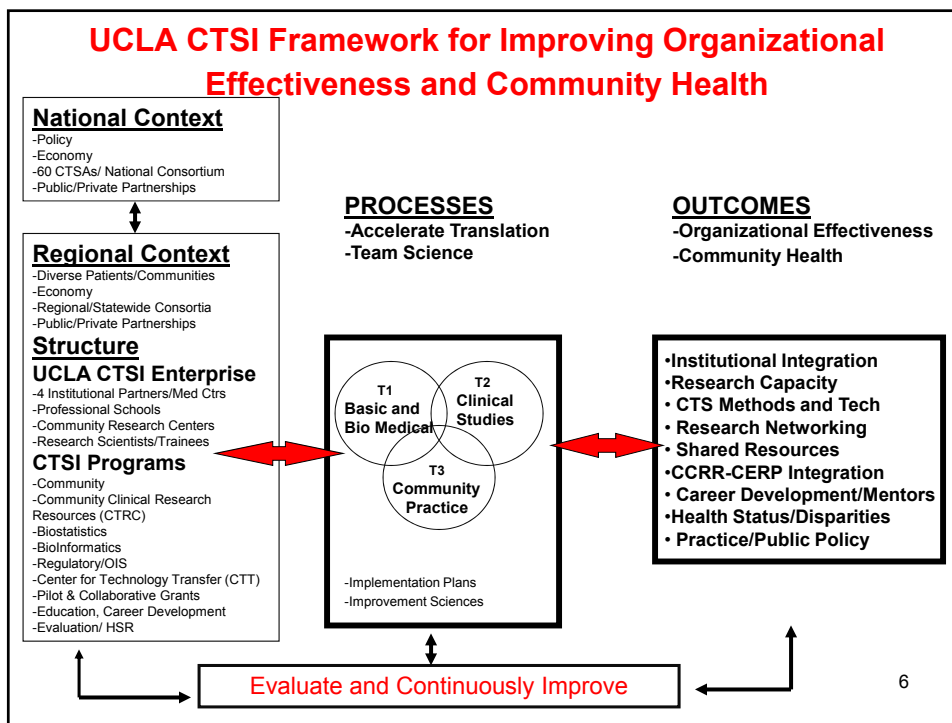 UCLA CTSI Framework for Improving Organizational
Effectiveness and Community Health
National Context
-Policy
-Economy
-60 CTSAs/ National Consortium
-Public/Private Partnerships
Regional Context
-Diverse Patients/Communities
-Economy
-Regional/Statewide Consortia
-Public/Private Partnerships
Structure
UCLA CTSI Enterprise
-4 Institutional Partners/Med Ctrs
-Professional Schools
-Community Research Centers
-Research Scientists/Trainees
CTSI Programs
-Community
-Community Clinical Research
Resources (CTRC)
-Biostatistics
-BioInformatics
-Regulatory/OIS
-Center for Technology Transfer (CTT)
-Pilot & Collaborative Grants
-Education, Career Development
-Evaluation/ HSR
PROCESSES
-Accelerate Translation
-Team Science
T1
Basic and
Bio Medical
T2
Clinical
Studies
T3
Community
Practice
-Implementation Plans
-Improvement Sciences
OUTCOMES
-Organizational Effectiveness
-Community Health
•Institutional Integration
•Research Capacity
• CTS Methods and Tech
• Research Networking
• Shared Resources
•CCRR-CERP Integration
• Career Development/Mentors
•Health Status/Disparities
• Practice/Public Policy
Evaluate and Continuously Improve
6